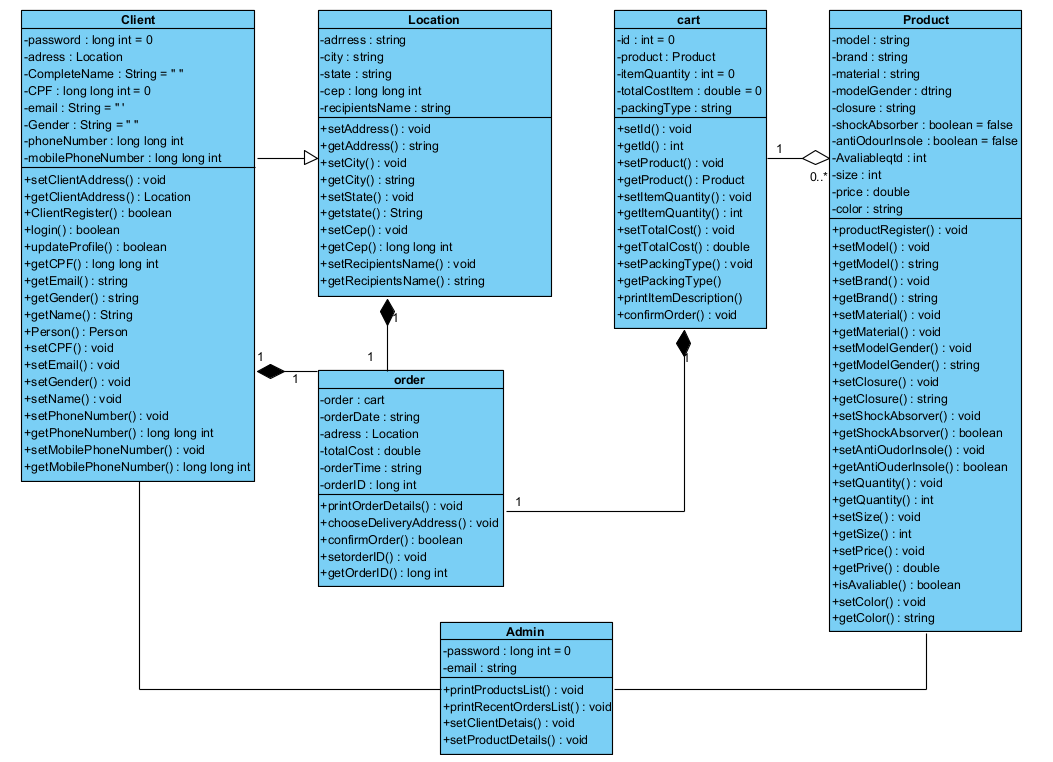 Client
-password : long int = 0
-adress : Location
-CompleteName : String = " "
-CPF : long long int = 0
-email : String = " '
-Gender : String = " "
-phoneNumber : long long int
-mobilePhoneNumber : long long int
+setClientAddress() : void
+getClientAddress() : Location
+ClientRegister() : boolean
+login() : boolean
+updateProfile() : boolean
+getCPF() : long long int
+getEmail() : string
+getGender() : string
+getName() : String
+Person() : Person
+setCPF() : void
+setEmail() : void
+setGender() : void
+setName() : void
+setPhoneNumber() : void
+getPhoneNumber() : long long int
+setMobilePhoneNumber() : void
+getMobilePhoneNumber() : long long int
Location
-adrress : string
-city : string
-state : string
-cep : long long int
-recipientsName : string
+setAddress() : void
+getAddress() : string
+setCity() : void
+getCity() : string
+setState() : void
+getstate() : String
+setCep() : void
+getCep() : long long int
+setRecipientsName() : void
+getRecipientsName() : string
cart
-id : int = 0
-product : Product
-itemQuantity : int = 0
-totalCostItem : double = 0
-packingType : string
+setId() : void
+getId() : int
+setProduct() : void
+getProduct() : Product
+setItemQuantity() : void
+getItemQuantity() : int
+setTotalCost() : void
+getTotalCost() : double
+setPackingType() : void
+getPackingType()
+printItemDescription()
+confirmOrder() : void
1
0..*
Product
-model : string
-brand : string
-material : string
-modelGender : dtring
-closure : string
-shockAbsorber : boolean = false
-antiOdourInsole : boolean = false
-Avaliableqtd : int
-size : int
-price : double
-color : string
+productRegister() : void
+setModel() : void
+getModel() : string
+setBrand() : void
+getBrand() : string
+setMaterial() : void
+getMaterial() : void
+setModelGender() : void
+getModelGender() : string
+setClosure() : void
+getClosure() : string
+setShockAbsorver() : void
+getShockAbsorver() : boolean
+setAntiOudorInsole() : void
+getAntiOuderInsole() : boolean
+setQuantity() : void
+getQuantity() : int
+setSize() : void
+getSize() : int
+setPrice() : void
+getPrive() : double
+isAvaliable() : boolean
+setColor() : void
+getColor() : string
1
1
1
1
1
1
order
-order : cart
-orderDate : string
-adress : Location
-totalCost : double
-orderTime : string
-orderID : long int
+printOrderDetails() : void
+chooseDeliveryAddress() : void
+confirmOrder() : boolean
+setorderID() : void
+getOrderID() : long int
Admin
-password : long int = 0
-email : string
+printProductsList() : void
+printRecentOrdersList() : void
+setClientDetais() : void
+setProductDetails() : void